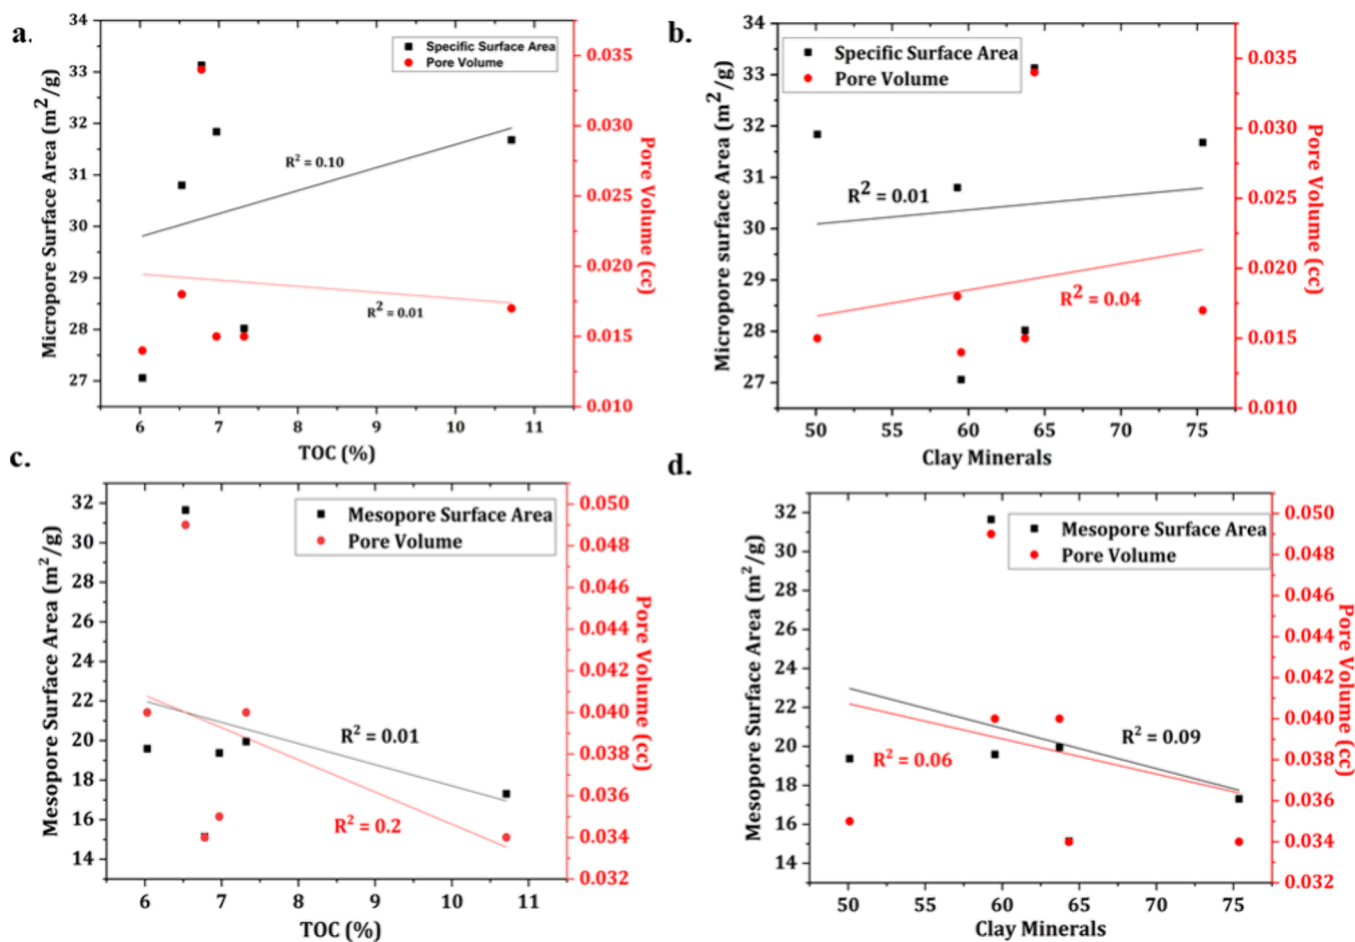 a.
34
33
32
31
30
29
28
27
Micropore Surface Area (m²/g)
Specific Surface Area
Pore Volume
R² = 0.10
R² = 0.01
0.035
0.030
0.025
0.020
0.015
0.010
Pore Volume (cc)
6 7 8 9 10 11
TOC (%)
b.
34
33
32
31
30
29
28
27
Micropore surface Area (m²/g)
Specific Surface Area
Pore Volume
R² = 0.01
R² = 0.04
0.035
0.030
0.025
0.020
0.015
0.010
Pore Volume (cc)
50 55 60 65 70 75
Clay Minerals
c.
32
30
28
26
24
22
20
18
16
14
Mesopore Surface Area (m²/g)
Mesopore Surface Area
Pore Volume
R² = 0.01
R² = 0.2
0.050
0.048
0.046
0.044
0.042
0.040
0.038
0.036
0.034
0.032
Pore Volume (cc)
6 7 8 9 10 11
TOC (%)
d.
32
30
28
26
24
22
20
18
16
14
Mesopore Surface Area (m²/g)
Mesopore Surface Area
Pore Volume
R² = 0.09
R² = 0.06
0.050
0.048
0.046
0.044
0.042
0.040
0.038
0.036
0.034
0.032
Pore Volume (cc)
50 55 60 65 70 75
Clay Minerals